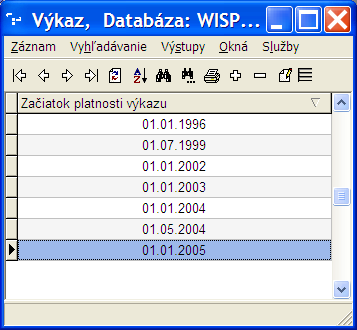 Výkaz, Databáza: WISP...
Záznam Vyhľadávanie Výstupy Okná Služby
Začiatok platnosti výkazu
01.01.1996
01.07.1999
01.01.2002
01.01.2003
01.01.2004
01.05.2004
01.01.2005